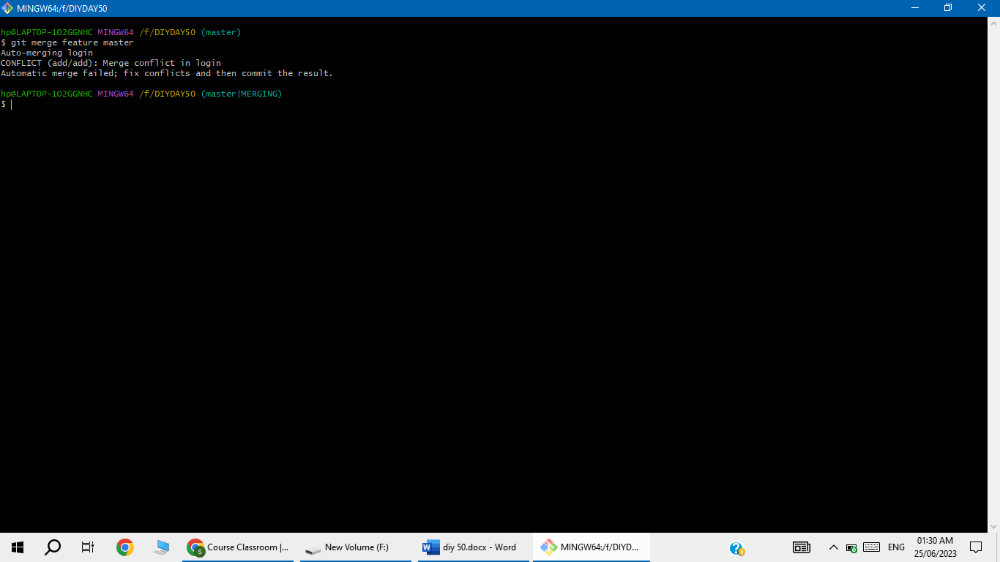 MINGW64:/f/DIYDAY50
hp@LAPTOP-1O2GGNHC MINGW64 /f/DIYDAY50 (master)
$ git merge feature master
Auto-merging login
CONFLICT (add/add): Merge conflict in login
Automatic merge failed; fix conflicts and then commit the result.
hp@LAPTOP-1O2GGNHC MINGW64 /f/DIYDAY50 (master|MERGING)
$
Course Classroom |... New Volume (F:) diy 50.docx - Word MINGW64:/f/DIYD... ENG 01:30 AM
25/06/2023